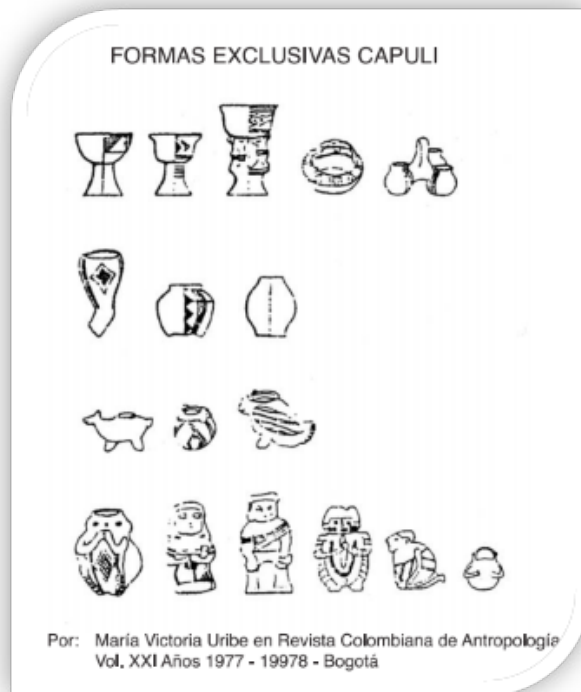 FORMAS EXCLUSIVAS CAPULI
Por: María Victoria Uribe en Revista Colombiana de Antropología
Vol, XXI Años 1977 - 19978 - Bogotá